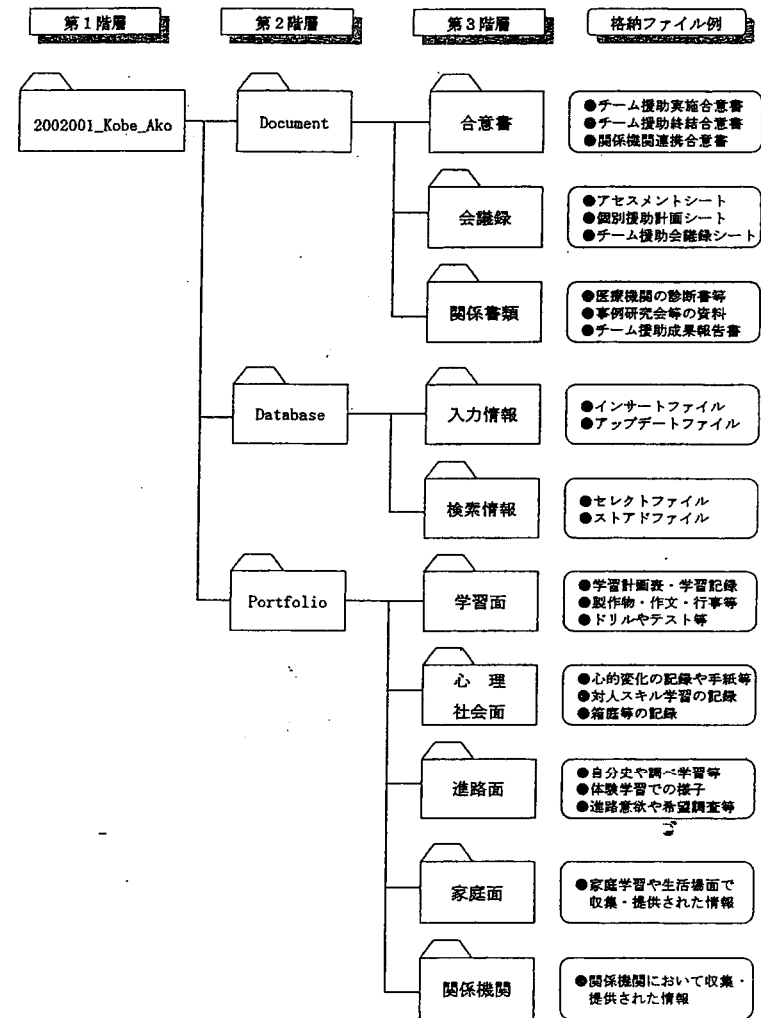 第1階層
第2階層
第3階層
格納ファイル例
2002001_Kobe_Ako
Document
合意書
●チーム援助実施合意書
●チーム援助終結合意書
●関係機関連携合意書
会議録
●アセスメントシート
●個別援助計画シート
●チーム援助会議録シート
関係書類
●医療機関の診断書等
●事例研究会等の資料
●チーム援助成果報告書
Database
入力情報
●インサートファイル
●アップデートファイル
検索情報
●セレクトファイル
●ストアドファイル
Portfolio
学習面
●学習計画表・学習記録
●製作物・作文・行事等
●ドリルやテスト等
心 理
社会面
●心的変化の記録や手紙等
●対人スキル学習の記録
●箱庭等の記録
進路面
●自分史や調べ学習等
●体験学習での様子
●進路意欲や希望調査等
家庭面
●家庭学習や生活場面で
収集・提供された情報
関係機関
●関係機関において収集・
提供された情報